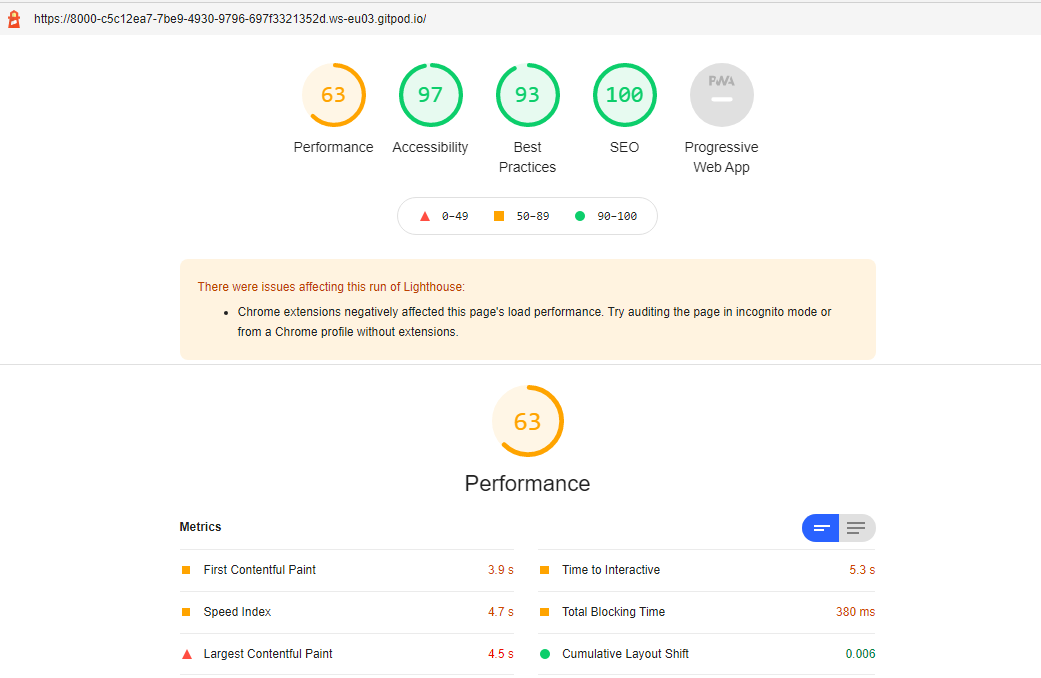 https://8000-c5c12ea7-7be9-4930-9796-697f3321352d.ws-eu03.gitpod.io/
63
97
93
100
PWA
Performance
Accessibility
Best
Practices
SEO
Progressive
Web App
0–49
50–89
90–100
There were issues affecting this run of Lighthouse:
• Chrome extensions negatively affected this page's load performance. Try auditing the page in incognito mode or
from a Chrome profile without extensions.
63
Performance
Metrics
First Contentful Paint 3.9 s
Time to Interactive 5.3 s
Speed Index 4.7 s
Total Blocking Time 380 ms
Largest Contentful Paint 4.5 s
Cumulative Layout Shift 0.006